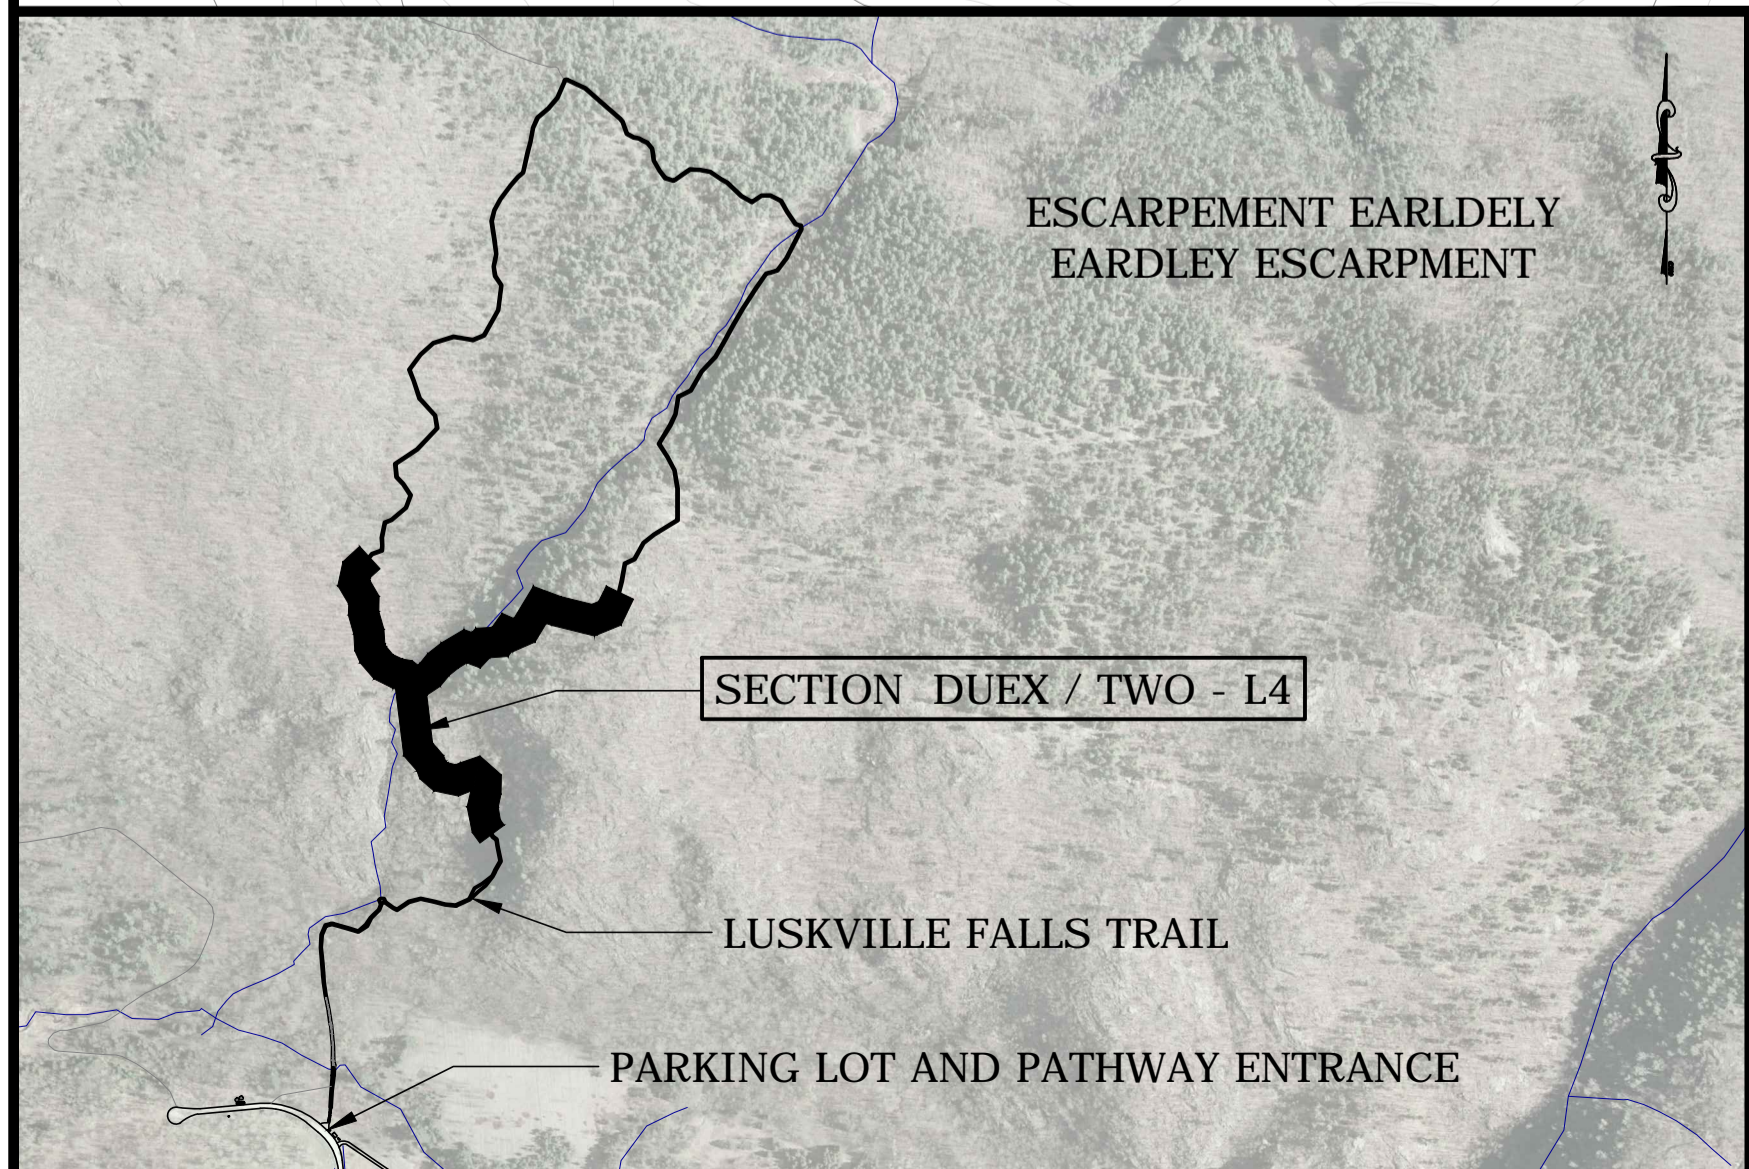 ESCARPEMENT EARLDELY
EARDLEY ESCARPMENT
SECTION DUEX / TWO - L4
LUSKVILLE FALLS TRAIL
PARKING LOT AND PATHWAY ENTRANCE